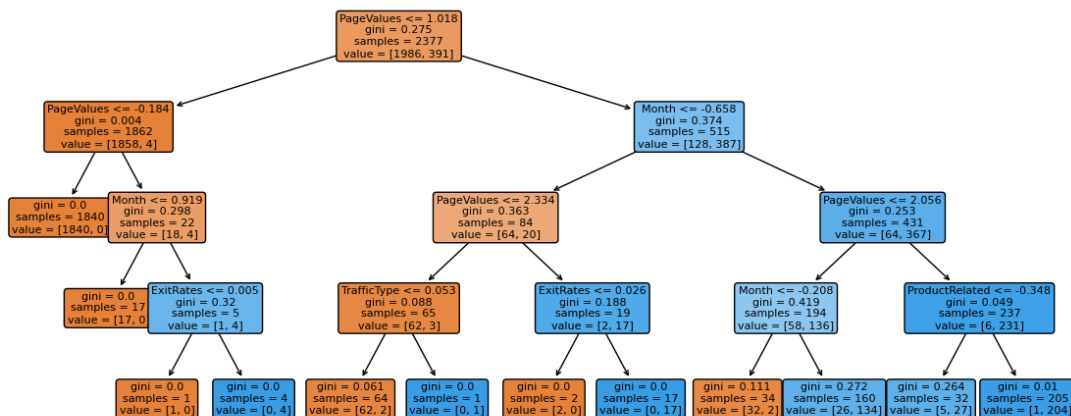 PageValues <= 1.018
gini = 0.275
samples = 2377
value = [1986, 391]
PageValues <= -0.184
gini = 0.004
samples = 1862
value = [1858, 4]
Month <= -0.658
gini = 0.374
samples = 515
value = [128, 387]
gini = 0.0
samples = 1840
value = [1840, 0]
Month <= 0.919
gini = 0.298
samples = 22
value = [18, 4]
PageValues <= 2.334
gini = 0.363
samples = 84
value = [64, 20]
PageValues <= 2.056
gini = 0.253
samples = 431
value = [64, 367]
gini = 0.0
samples = 17
value = [17, 0]
ExitRates <= 0.005
gini = 0.32
samples = 5
value = [1, 4]
TrafficType <= 0.053
gini = 0.088
samples = 65
value = [62, 3]
ExitRates <= 0.026
gini = 0.188
samples = 19
value = [2, 17]
Month <= -0.208
gini = 0.419
samples = 194
value = [58, 136]
ProductRelated <= -0.348
gini = 0.049
samples = 237
value = [6, 231]
gini = 0.0
samples = 1
value = [1, 0]
gini = 0.0
samples = 4
value = [0, 4]
gini = 0.061
samples = 64
value = [62, 2]
gini = 0.0
samples = 1
value = [0, 1]
gini = 0.0
samples = 2
value = [2, 0]
gini = 0.0
samples = 17
value = [0, 17]
gini = 0.111
samples = 34
value = [32, 2]
gini = 0.272
samples = 160
value = [26, 134]
gini = 0.264
samples = 32
value = [5, 27]
gini = 0.01
samples = 205
value = [1, 204]